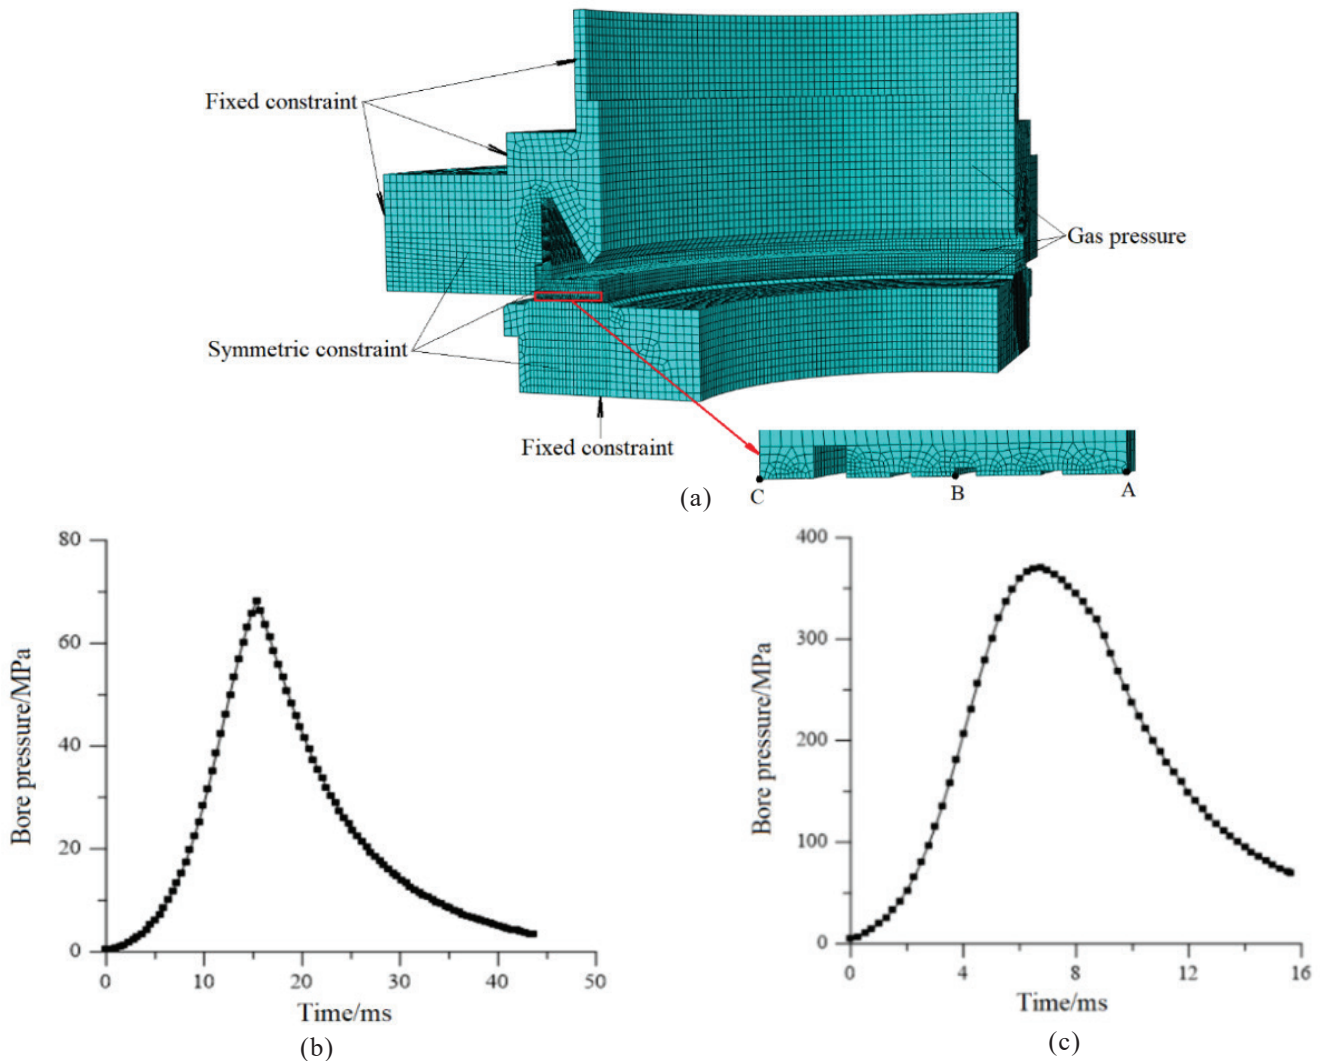 Fixed constraint
Gas pressure
Symmetric constraint
Fixed constraint
C
B
A
(a)
80
60
40
20
0
Bore pressure/MPa
0 10 20 30 40 50
Time/ms
(b)
400
300
200
100
0
Bore pressure/MPa
0 4 8 12 16
Time/ms
(c)